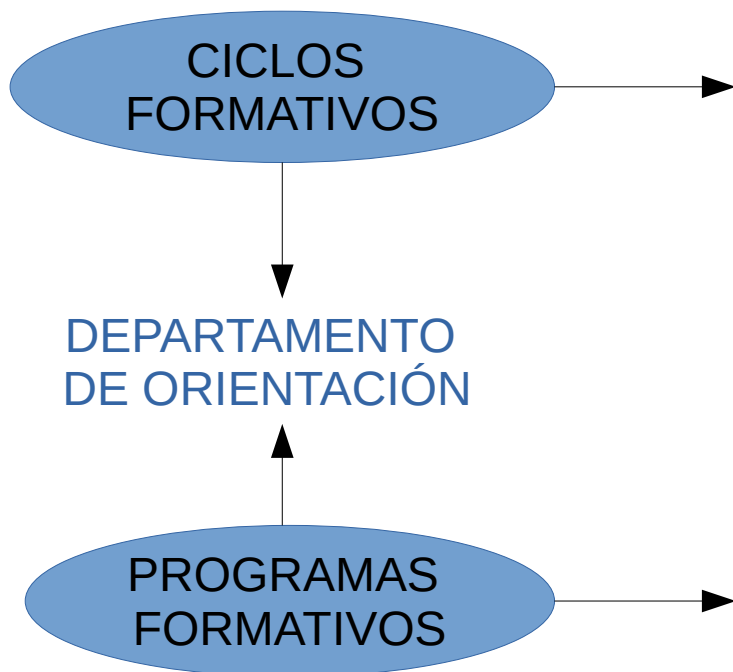 CICLOS
FORMATIVOS
DEPARTAMENTO
DE ORIENTACIÓN
PROGRAMAS
FORMATIVOS